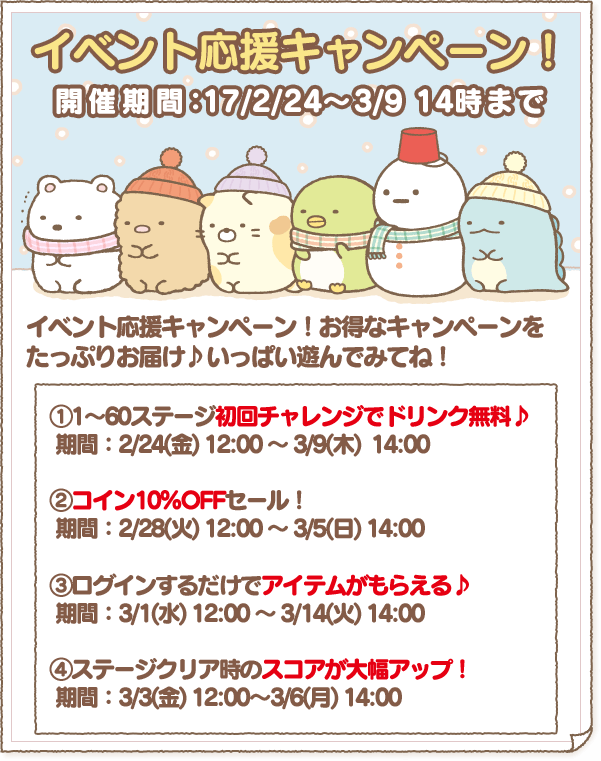 イベント応援キャンペーン！
開催期間：17/2/24〜3/9 14時まで
イベント応援キャンペーン！お得なキャンペーンを
たっぷりお届け♪いっぱい遊んでみてね！
①1〜60ステージ初回チャレンジでドリンク無料♪
期間：2/24(金) 12:00 〜 3/9(木) 14:00
②コイン10%OFFセール！
期間：2/28(火) 12:00 〜 3/5(日) 14:00
③ログインするだけでアイテムがもらえる♪
期間：3/1(水) 12:00 〜 3/14(火) 14:00
④ステージクリア時のスコアが大幅アップ！
期間：3/3(金) 12:00〜3/6(月) 14:00